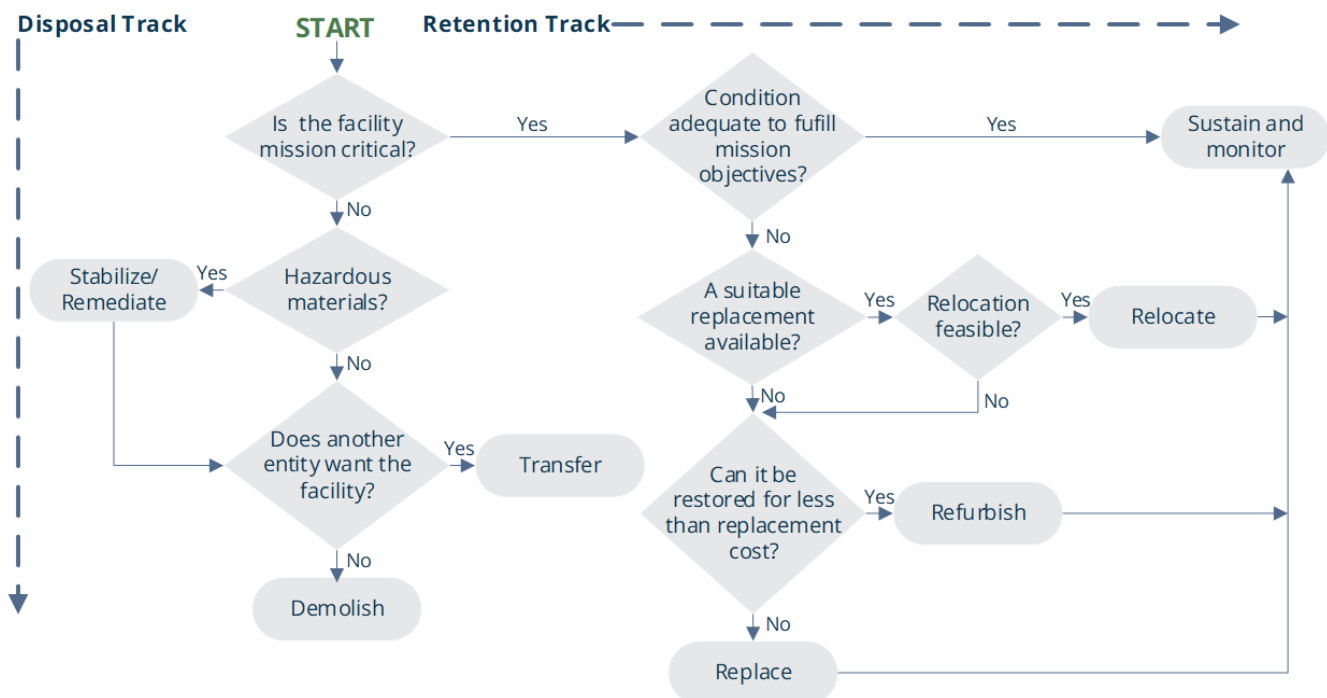 Disposal Track
START
Retention Track
Is the facility
mission critical?
Yes
Condition
adequate to fufill
mission
objectives?
Yes
Sustain and
monitor
No
No
Stabilize/
Remediate
Yes
Hazardous
materials?
A suitable
replacement
available?
Yes
Relocation
feasible?
Yes
Relocate
No
No
No
Does another
entity want the
facility?
Yes
Transfer
Can it be
restored for less
than replacement
cost?
Yes
Refurbish
No
Demolish
No
Replace